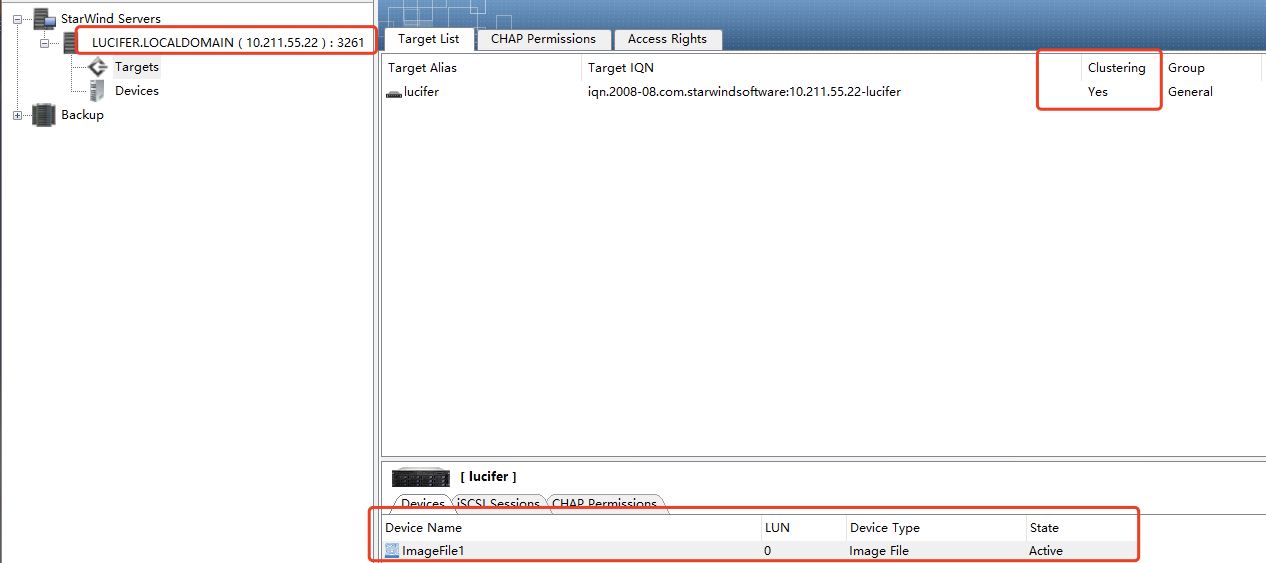 StarWind Servers
LUCIFER.LOCALDOMAIN ( 10.211.55.22 ) : 3261
Targets
Devices
Backup
Target List CHAP Permissions Access Rights
Target Alias Target IQN Clustering Group
lucifer iqn.2008-08.com.starwindsoftware:10.211.55.22-lucifer Yes General
[ lucifer ]
Devices iSCSI Sessions CHAP Permissions
Device Name LUN Device Type State
ImageFile1 0 Image File Active